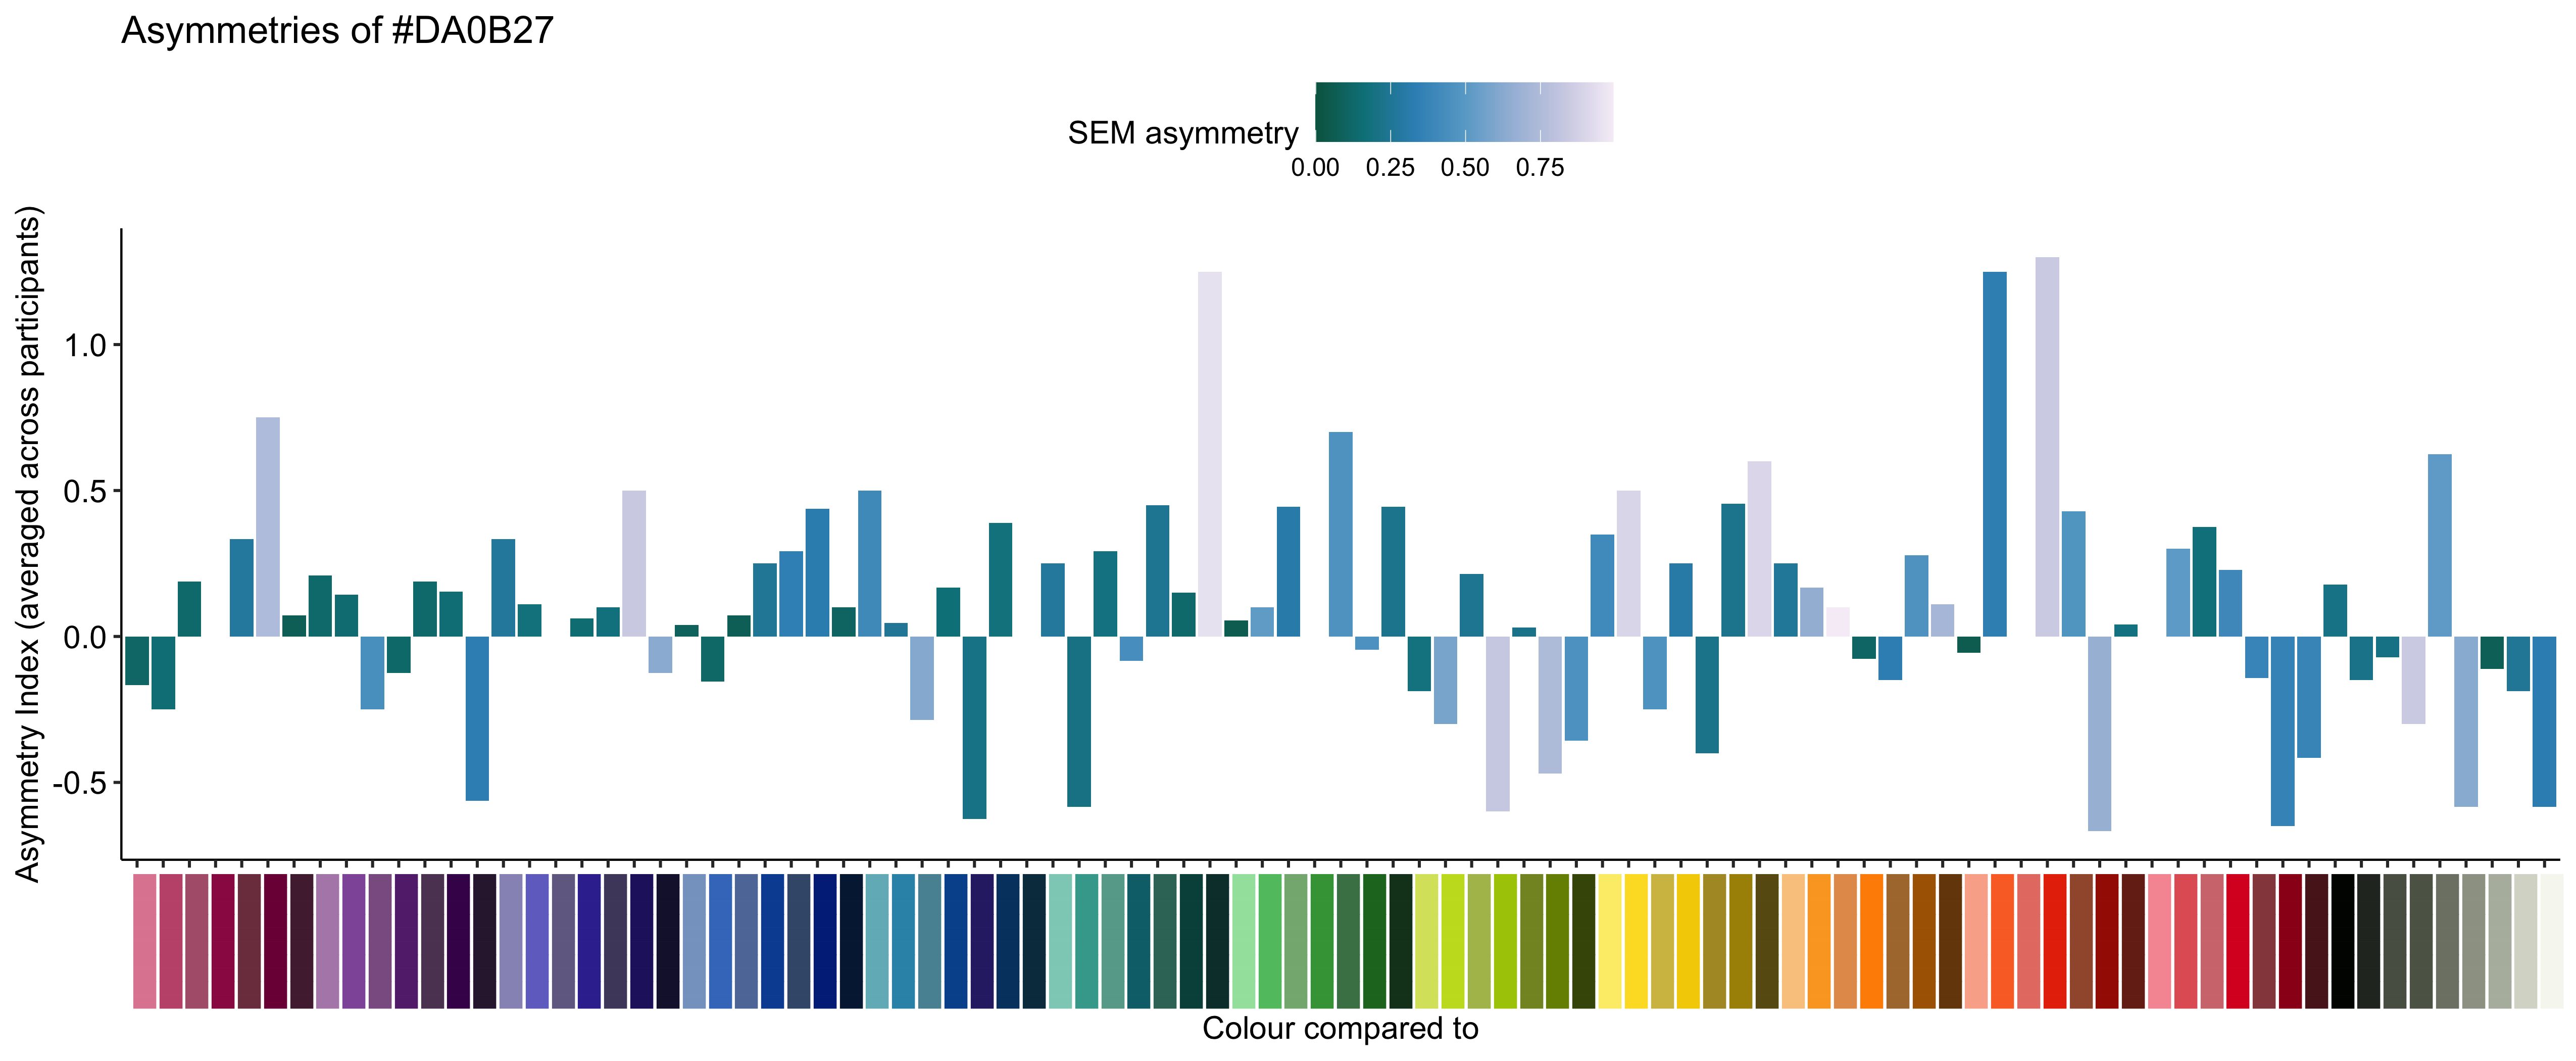 Asymmetries of #DA0B27
SEM asymmetry
0.00 0.25 0.50 0.75
Asymmetry Index (averaged across participants)
1.0
0.5
0.0
-0.5
Colour compared to